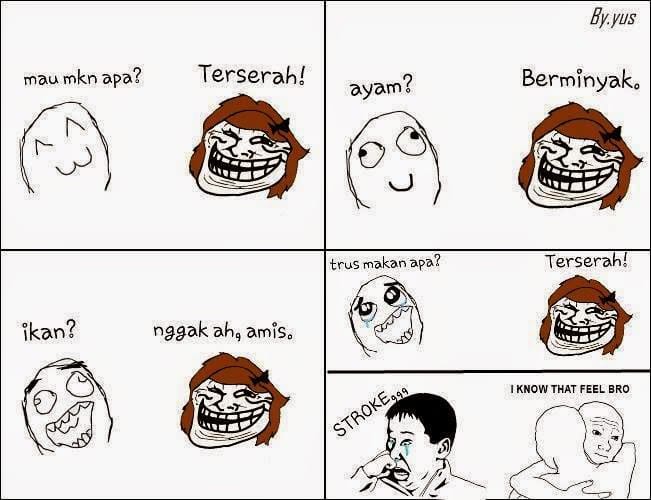 By.yus
mau mkn apa?
Terserah!
ayam?
Berminyak.
ikan?
nggak ah, amis.
trus makan apa?
Terserah!
STROKE,,,
I KNOW THAT FEEL BRO